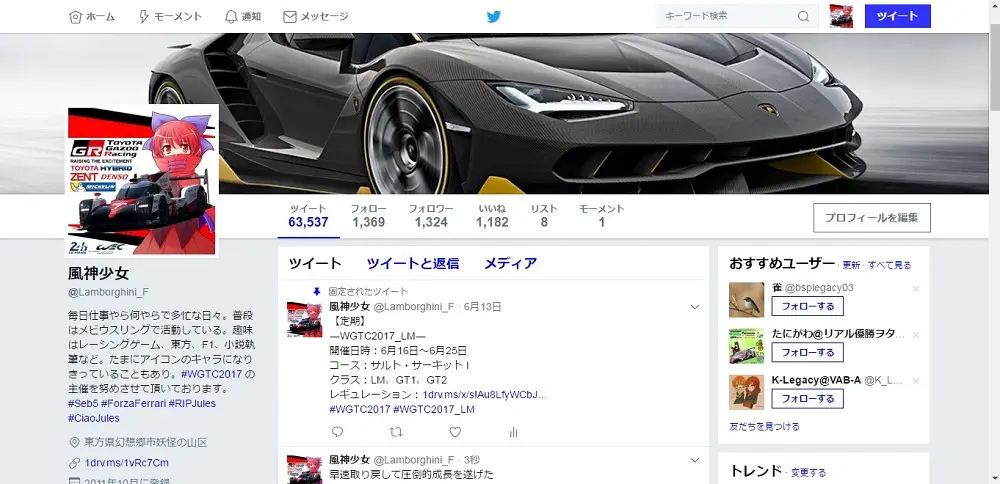 ホーム モーメント 通知 メッセージ キーワード検索 ツイート
GR TOYOTA
GAZOO
Racing
RAISING THE EXCITEMENT
TOYOTA HYBRID
ZENT DENSO
MICHELIN
24h WEC
ツイート フォロー フォロワー いいね リスト モーメント
63,537 1,369 1,324 1,182 8 1
プロフィールを編集
風神少女
@Lamborghini_F
毎日仕事やら何やらで多忙な日々。普段
はメビウスリングで活動している。趣味
はレーシングゲーム、東方、F1、小説執
筆など。たまにアイコンのキャラになり
きっていることもあり。#WGTC2017 の
主催を努めさせて頂いております。
#Seb5 #ForzaFerrari #RIPJules
#CiaoJules
東方県幻想郷市妖怪の山区
1drv.ms/1vRc7Cm
2011年10月に登録
ツイート ツイートと返信 メディア
固定されたツイート
風神少女 @Lamborghini_F · 6月13日
【定期】
―WGTC2017_LM―
開催日時：6月16日～6月25日
コース：サルト・サーキットⅠ
クラス：LM、GT1、GT2
レギュレーション：1drv.ms/x/s!Au8LfyWCbJ…
#WGTC2017 #WGTC2017_LM
風神少女 @Lamborghini_F · 3秒
早速取り戻して圧倒的成長を遂げた
おすすめユーザー · 更新 · すべて見る
雀 @bsplegacy03
フォローする
たにがわ@リアル優勝ヲタ…
フォローする
K-Legacy@VAB-A @K_L…
フォローする
友だちを見つける
トレンド · 変更する